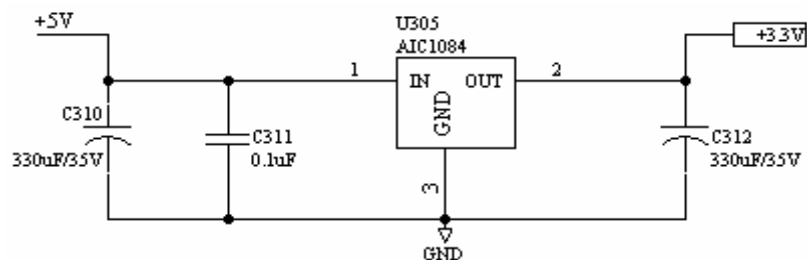 +5V
U305
AIC1084
+3.3V
1
IN
OUT
2
GND
3
C310
330uF/35V
C311
0.1uF
C312
330uF/35V
GND